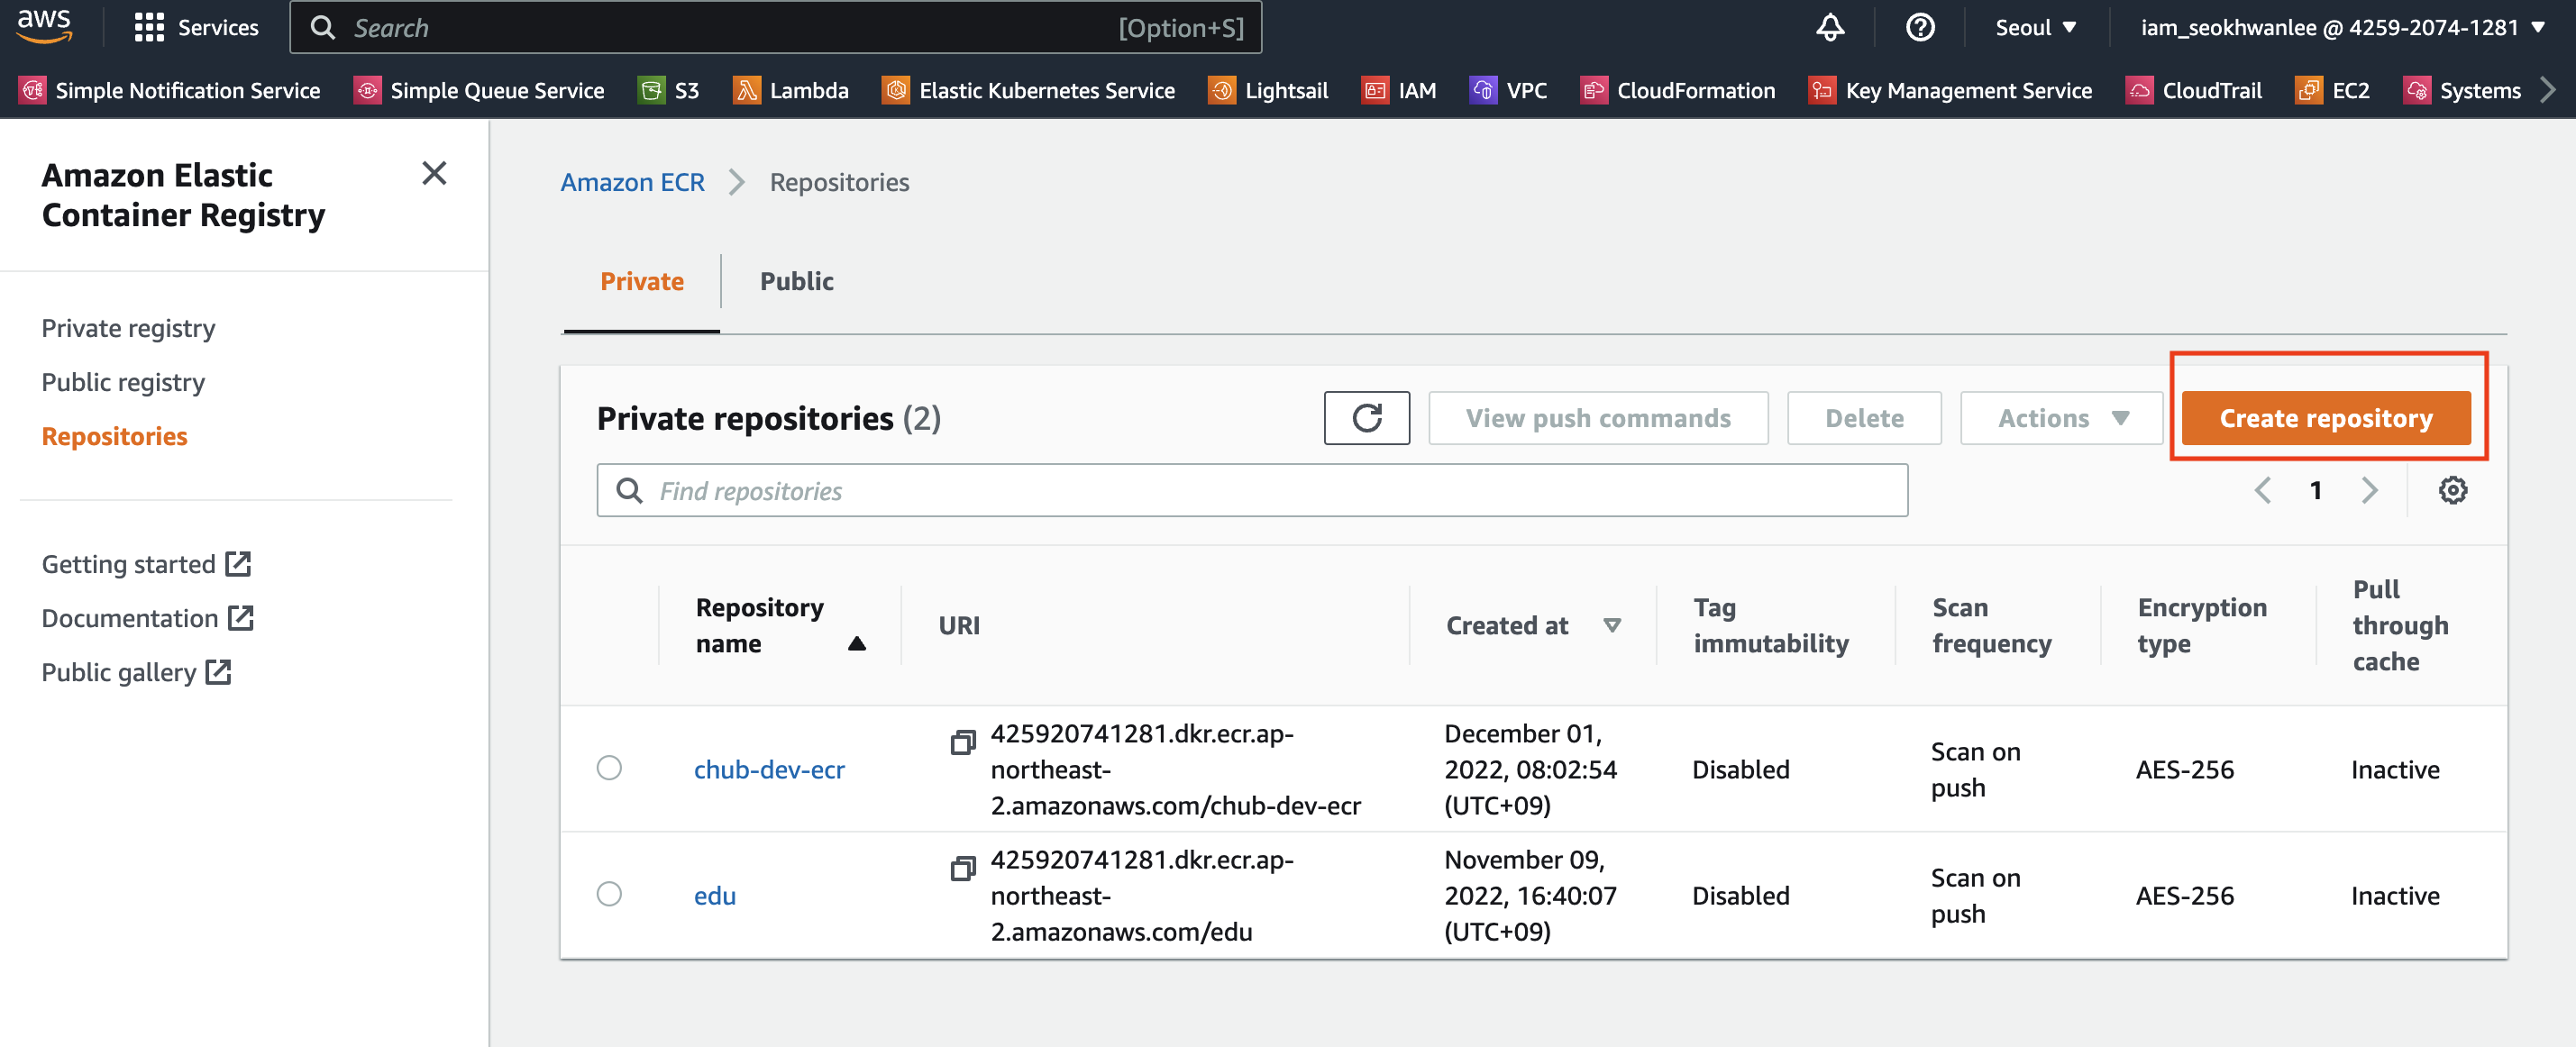 aws
Services
Search [Option+S]
Seoul
iam_seokhwanlee @ 4259-2074-1281
Simple Notification Service
Simple Queue Service
S3
Lambda
Elastic Kubernetes Service
Lightsail
IAM
VPC
CloudFormation
Key Management Service
CloudTrail
EC2
Systems
Amazon Elastic
Container Registry
Private registry
Public registry
Repositories
Getting started
Documentation
Public gallery
Amazon ECR
Repositories
Private
Public
Private repositories (2)
View push commands
Delete
Actions
Create repository
Find repositories
1
Repository
name
URI
Created at
Tag
immutability
Scan
frequency
Encryption
type
Pull
through
cache
chub-dev-ecr
425920741281.dkr.ecr.ap-
northeast-
2.amazonaws.com/chub-dev-ecr
December 01,
2022, 08:02:54
(UTC+09)
Disabled
Scan on
push
AES-256
Inactive
edu
425920741281.dkr.ecr.ap-
northeast-
2.amazonaws.com/edu
November 09,
2022, 16:40:07
(UTC+09)
Disabled
Scan on
push
AES-256
Inactive